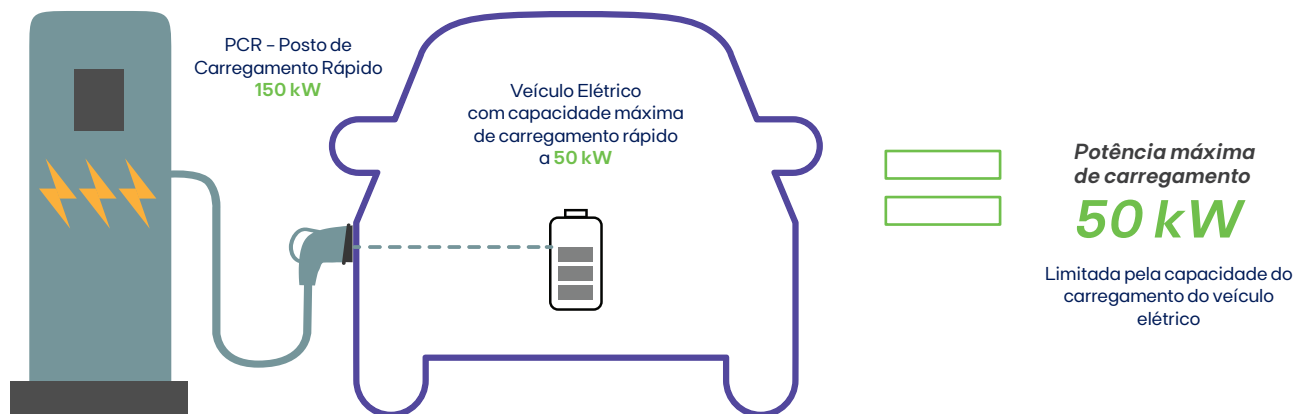 PCR – Posto de
Carregamento Rápido
150 kW
Veículo Elétrico
com capacidade máxima
de carregamento rápido
a 50 kW
Potência máxima
de carregamento
50 kW
Limitada pela capacidade do
carregamento do veículo
elétrico